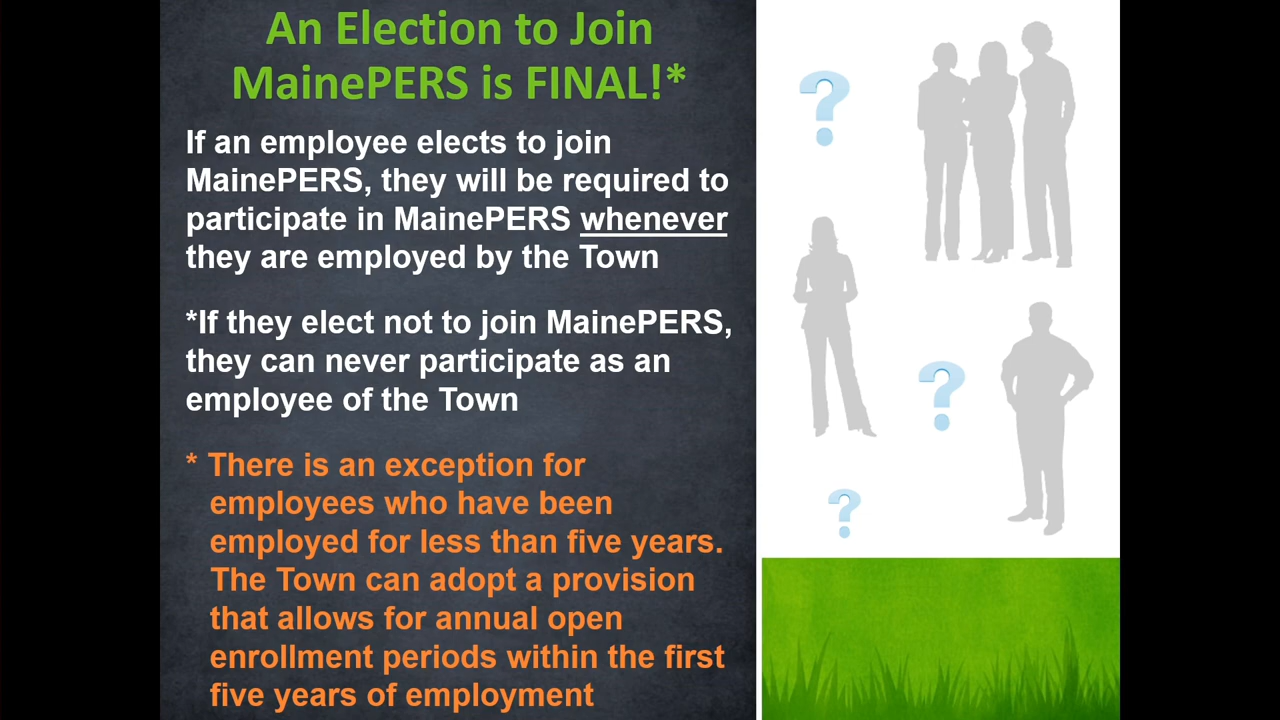 An Election to Join
MainePERS is FINAL!*
If an employee elects to join
MainePERS, they will be required to
participate in MainePERS whenever
they are employed by the Town
*If they elect not to join MainePERS,
they can never participate as an
employee of the Town
* There is an exception for
employees who have been
employed for less than five years.
The Town can adopt a provision
that allows for annual open
enrollment periods within the first
five years of employment
?
?
?